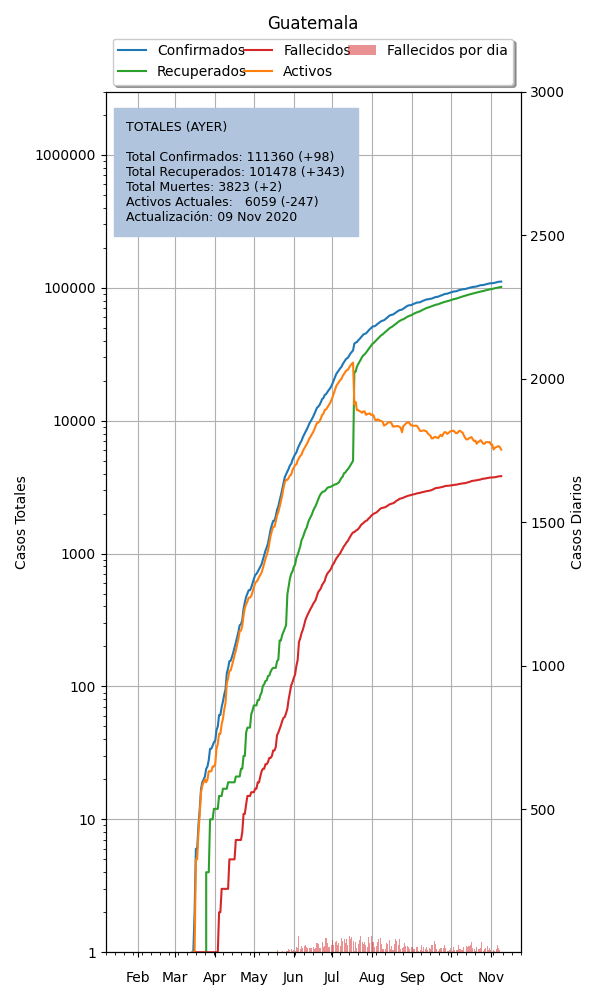 Guatemala
Confirmados Fallecidos Fallecidos por dia
Recuperados Activos
TOTALES (AYER)
Total Confirmados: 111360 (+98)
Total Recuperados: 101478 (+343)
Total Muertes: 3823 (+2)
Activos Actuales: 6059 (-247)
Actualización: 09 Nov 2020
Casos Totales
1000000
100000
10000
1000
100
10
1
Casos Diarios
3000
2500
2000
1500
1000
500
Feb Mar Apr May Jun Jul Aug Sep Oct Nov